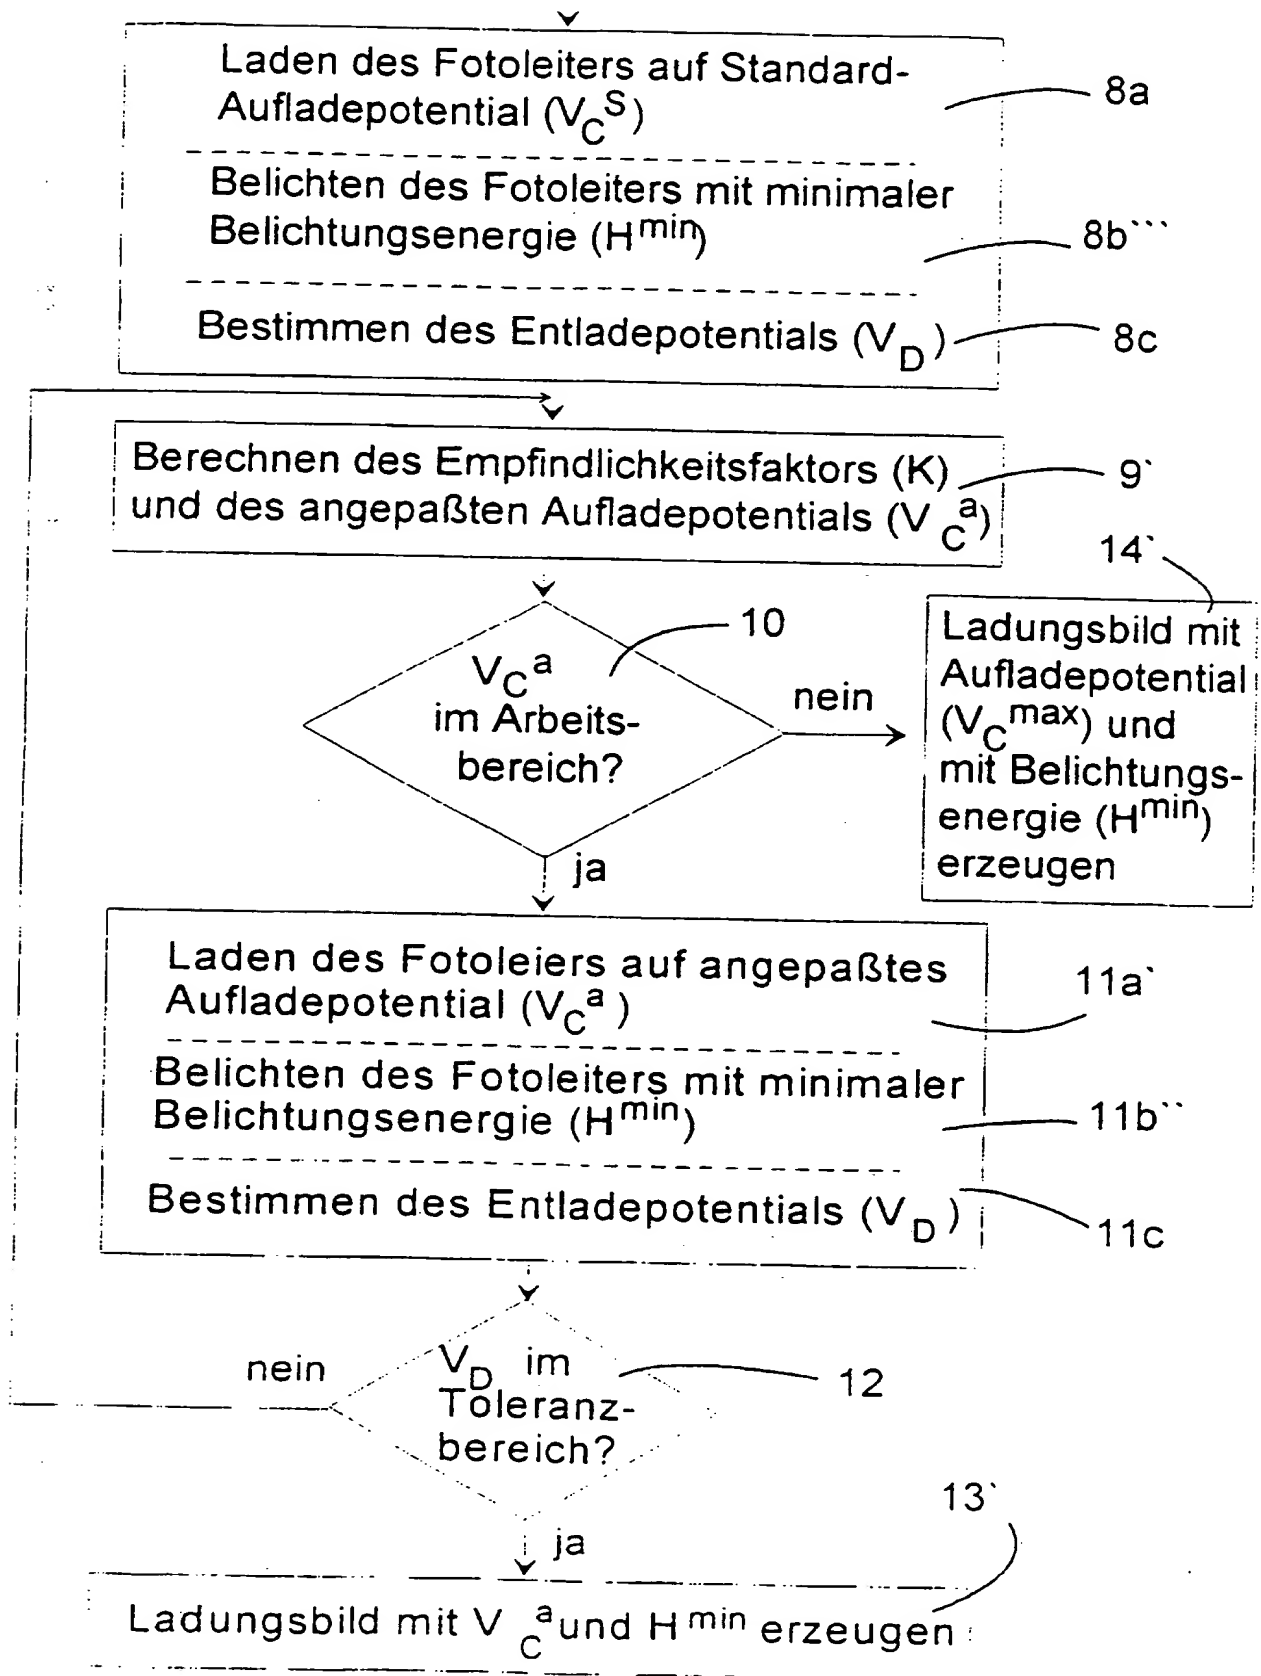 Laden des Fotoleiters auf Standard-
Aufladepotential (V_C^S)
8a
Belichten des Fotoleiters mit minimaler
Belichtungsenergie (H^min)
8b```
Bestimmen des Entladepotentials (V_D)
8c
Berechnen des Empfindlichkeitsfaktors (K)
und des angepaßten Aufladepotentials (V_C^a)
9`
10
V_C^a
im Arbeits-
bereich?
nein
14`
Ladungsbild mit
Aufladepotential
(V_C^max) und
mit Belichtungs-
energie (H^min)
erzeugen
ja
Laden des Fotoleiers auf angepaßtes
Aufladepotential (V_C^a)
11a`
Belichten des Fotoleiters mit minimaler
Belichtungsenergie (H^min)
11b``
Bestimmen des Entladepotentials (V_D)
11c
nein
V_D im
Toleranz-
bereich?
12
ja
13`
Ladungsbild mit V_C^a und H^min erzeugen